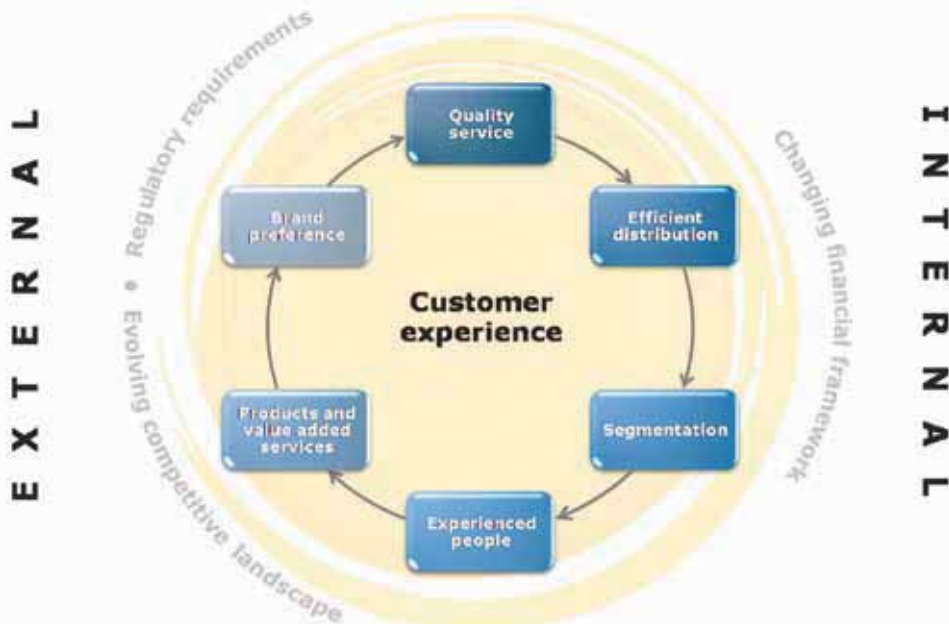 EXTERNAL
Regulatory requirements
•
Evolving competitive landscape
Quality
service
Efficient
distribution
Segmentation
Experienced
people
Products and
value added
services
Brand
preference
Customer
experience
Changing financial framework
INTERNAL